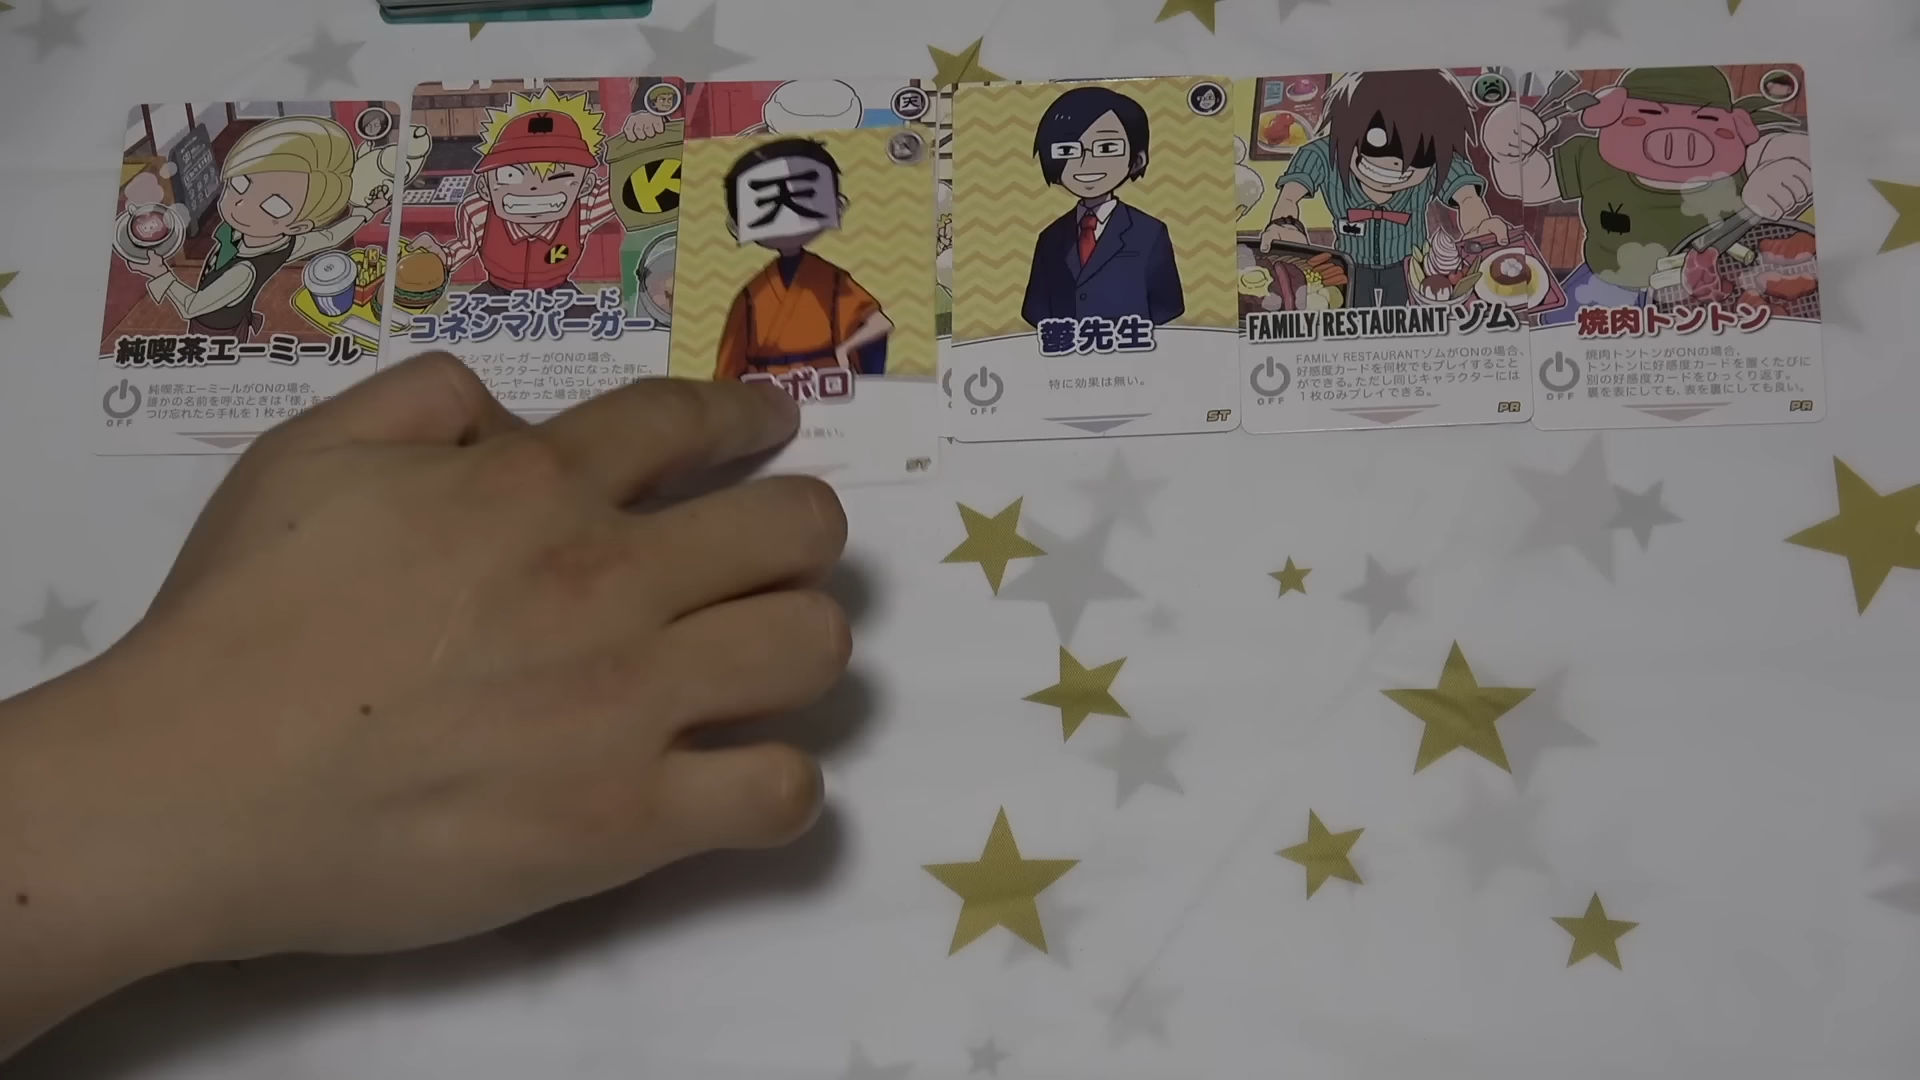 純喫茶エーミール
OFF
純喫茶エーミールがONの場合、
誰かの名前を呼ぶときは「様」を
つけ忘れたら手札を1枚その
K
K
ファーストフード
コネシマバーガー
ネシマバーガーがONの場合、
ャラクターがONになった時に、
レーヤーは「いらっしゃいま
わなかった場合
天
天
ボロ
は無い。
ST
鬱先生
OFF
特に効果は無い。
ST
FAMILY RESTAURANT ゾム
OFF
FAMILY RESTAURANTゾムがONの場合、
好感度カードを何枚でもプレイすること
ができる。ただし同じキャラクターには
1枚のみプレイできる。
PR
焼肉トントン
OFF
焼肉トントンがONの場合、
トントンに好感度カードを置くたびに
別の好感度カードをひっくり返す。
裏を表にしても、表を裏にしても良い。
PR